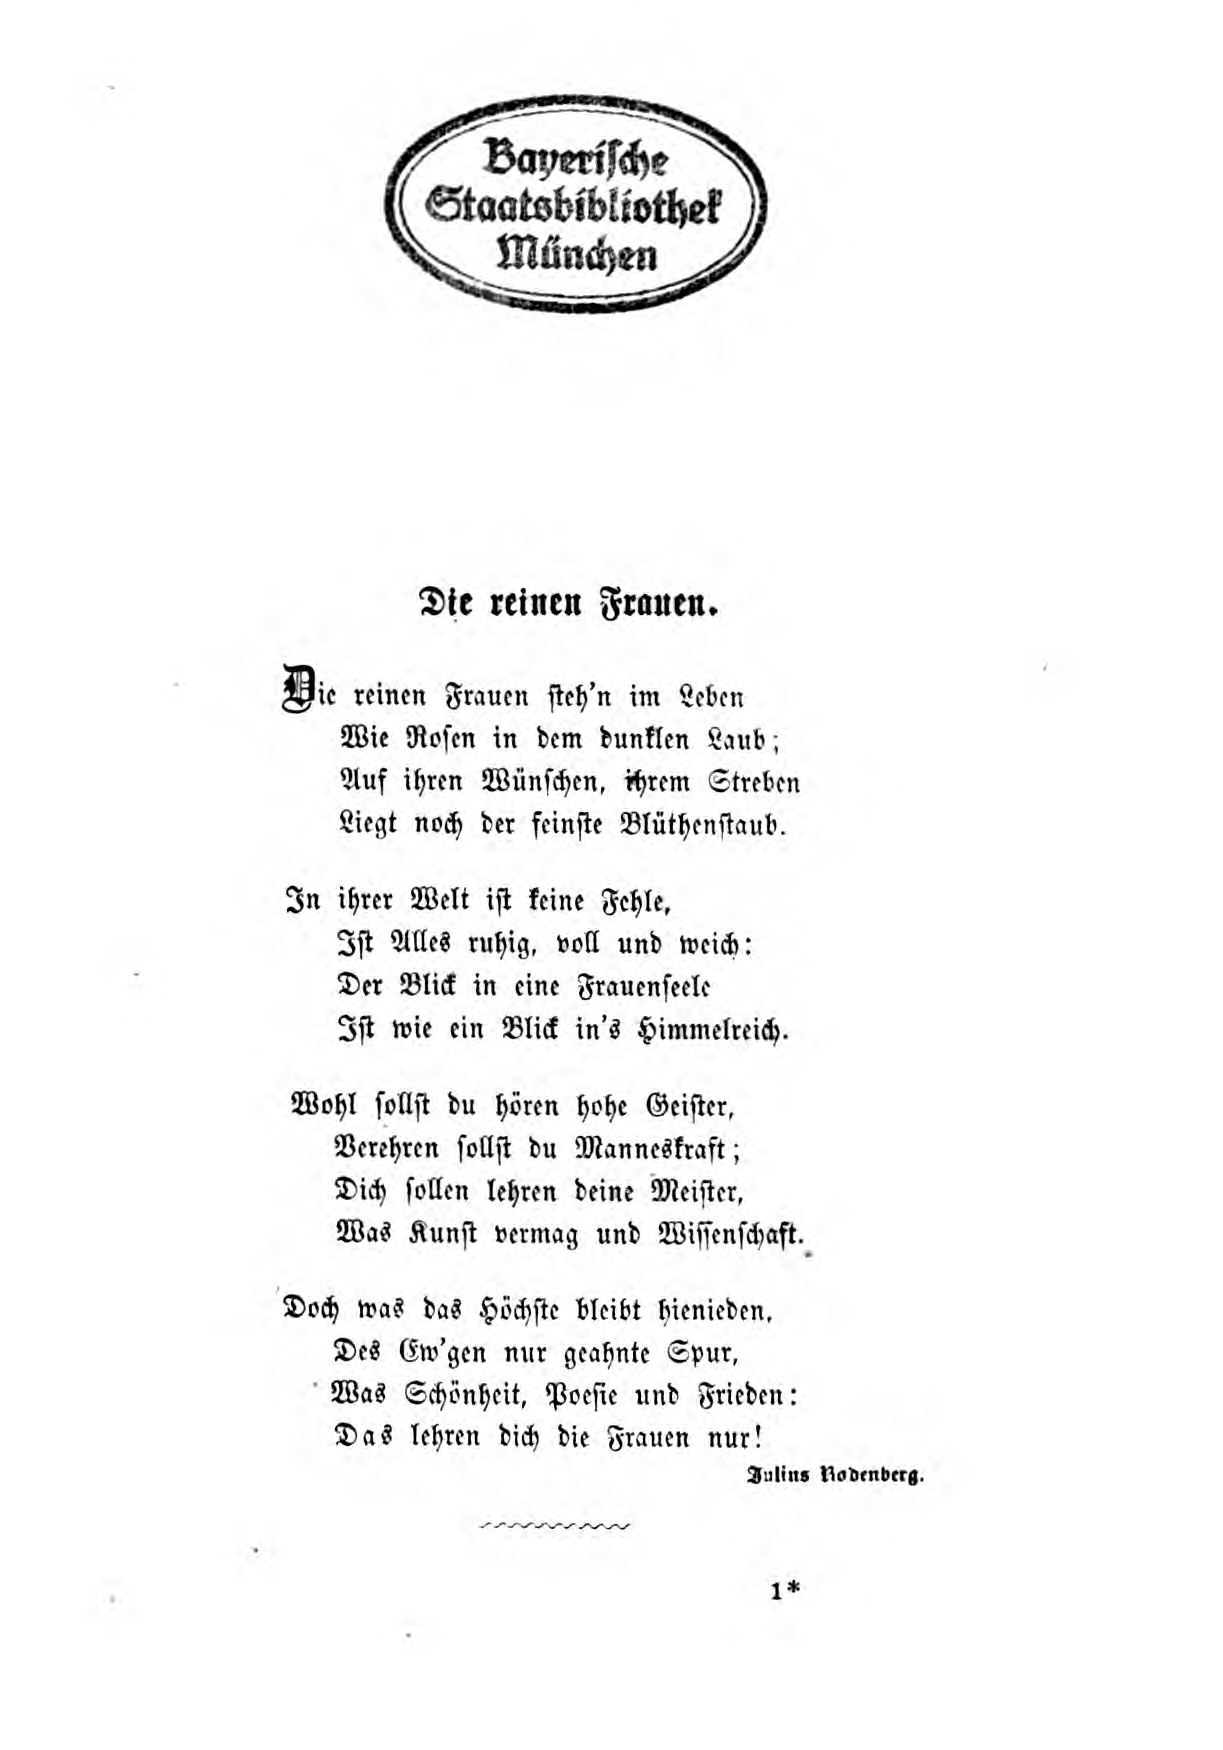 Bayerische
Staatsbibliothek
München
Die reinen Frauen.
Die reinen Frauen steh'n im Leben
Wie Rosen in dem dunklen Laub;
Auf ihren Wünschen, ihrem Streben
Liegt noch der feinste Blüthenstaub.
In ihrer Welt ist keine Fehle,
Ist Alles ruhig, voll und weich:
Der Blick in eine Frauenseele
Ist wie ein Blick in's Himmelreich.
Wohl sollst du hören hohe Geister,
Verehren sollst du Manneskraft;
Dich sollen lehren deine Meister,
Was Kunst vermag und Wissenschaft.
Doch was das Höchste bleibt hienieden,
Des Ew'gen nur geahnte Spur,
Was Schönheit, Poesie und Frieden:
Das lehren dich die Frauen nur!
Julius Rodenberg.
1*